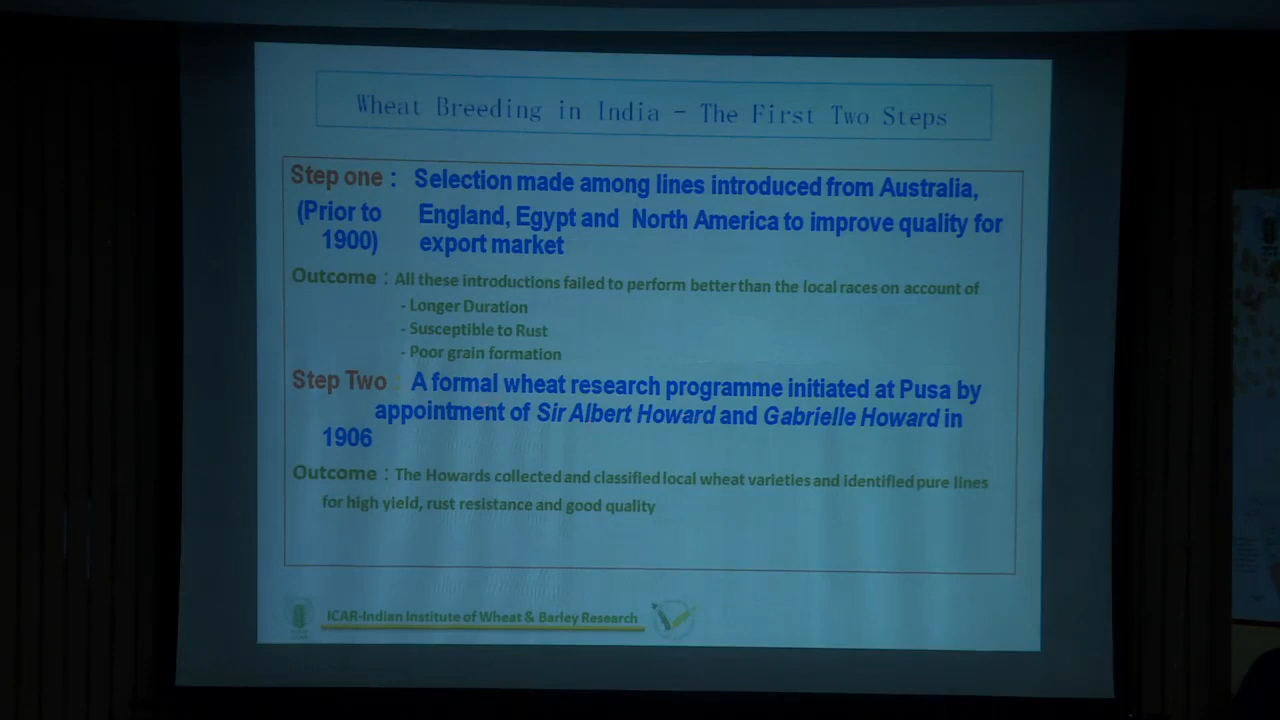 Wheat Breeding in India - The First Two Steps
Step one : Selection made among lines introduced from Australia,
(Prior to England, Egypt and North America to improve quality for
1900) export market
Outcome : All these introductions failed to perform better than the local races on account of
- Longer Duration
- Susceptible to Rust
- Poor grain formation
Step Two : A formal wheat research programme initiated at Pusa by
appointment of Sir Albert Howard and Gabrielle Howard in
1906
Outcome : The Howards collected and classified local wheat varieties and identified pure lines
for high yield, rust resistance and good quality
ICAR-Indian Institute of Wheat & Barley Research